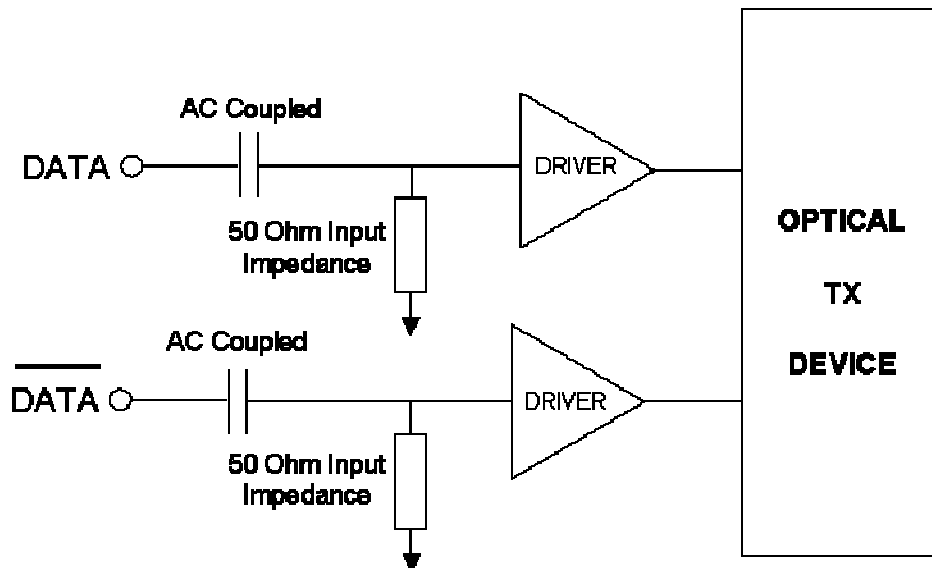 AC Coupled
DATA
DRIVER
50 Ohm Input
Impedance
OPTICAL
TX
DEVICE
AC Coupled
DATA
DRIVER
50 Ohm Input
Impedance